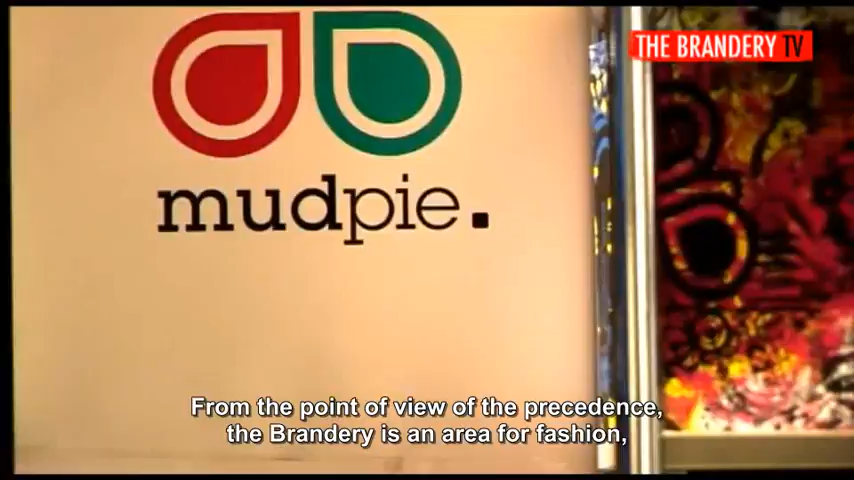 THE BRANDERY TV
mudpie.
From the point of view of the precedence,
the Brandery is an area for fashion,